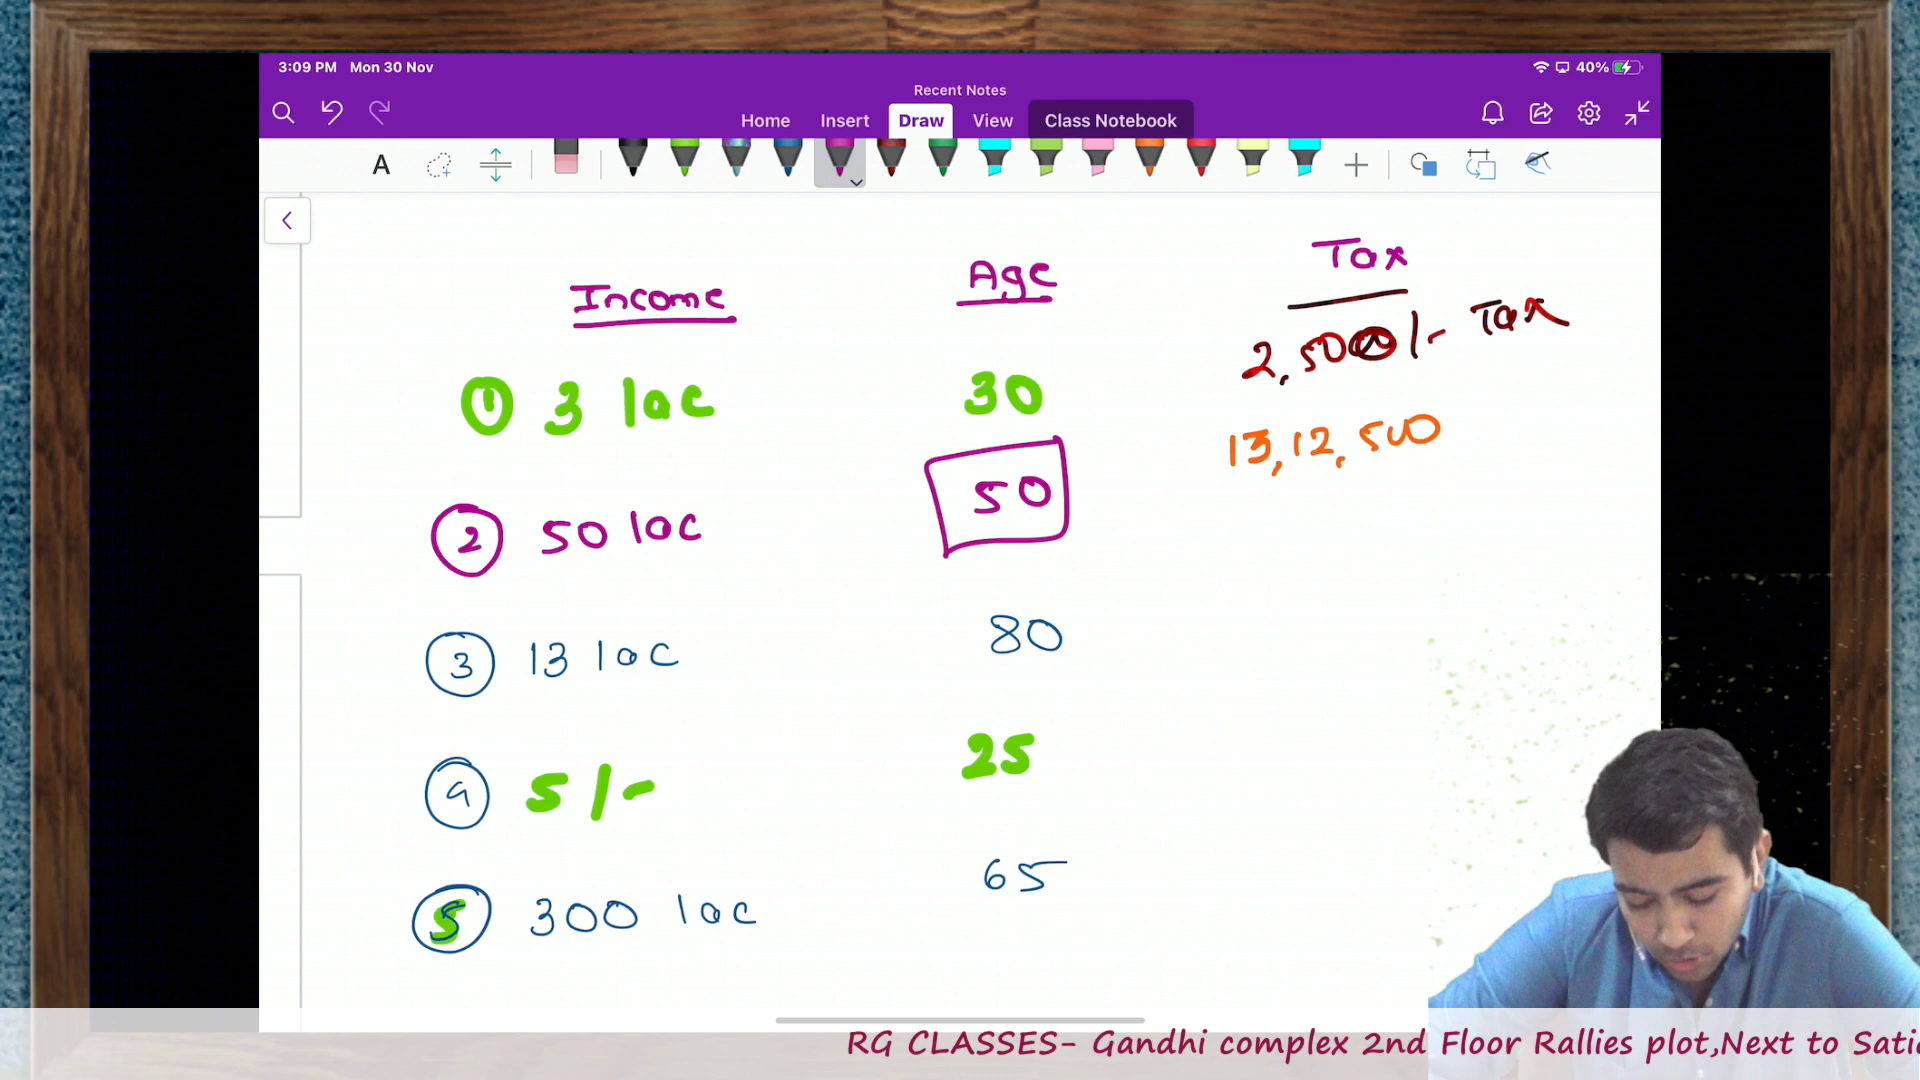 3:09 PM Mon 30 Nov
40%
Recent Notes
Home Insert Draw View Class Notebook
A
Income Age Tax
2,500/- Tax
① 3 lac 30
13,12,500
② 50 lac 50
③ 13 lac 80
④ 5/- 25
⑤ 300 lac 65
RG CLASSES- Gandhi complex 2nd Floor Rallies plot,Next to